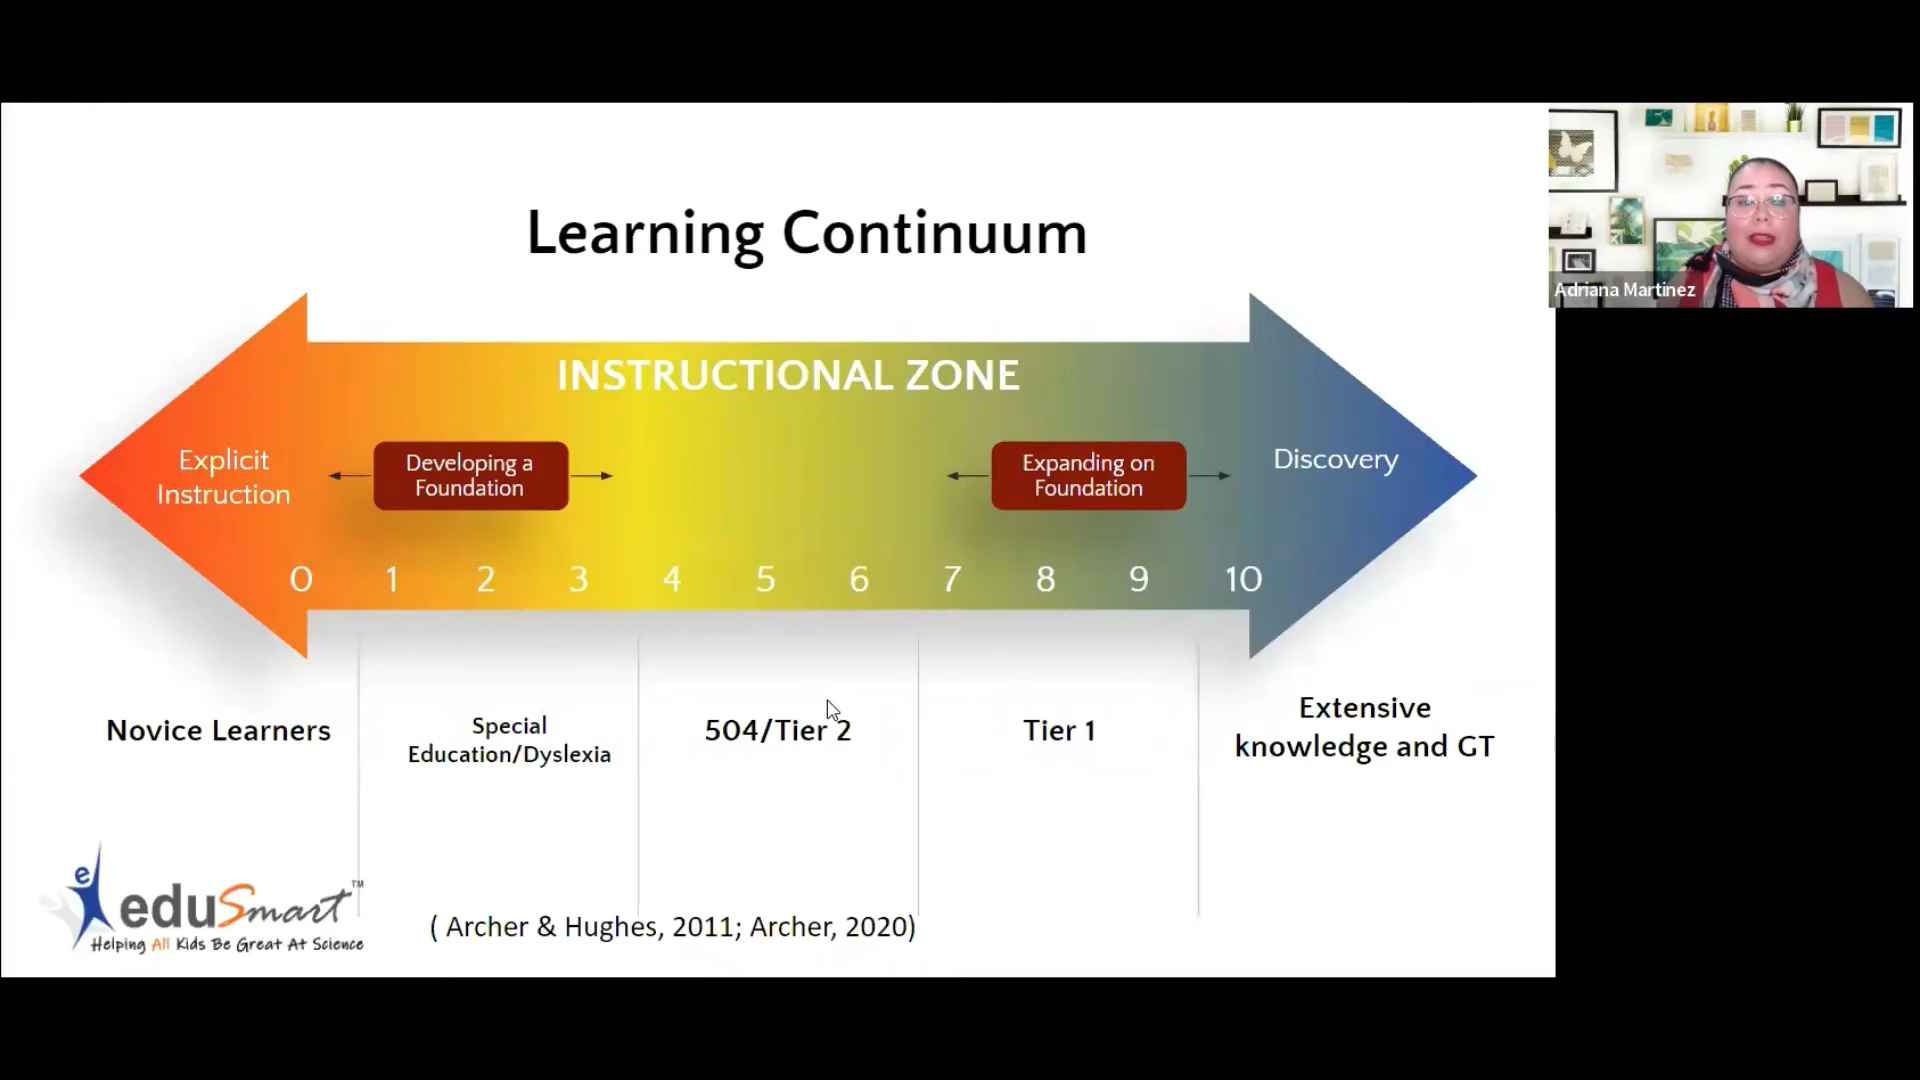 Learning Continuum
INSTRUCTIONAL ZONE
Explicit
Instruction
Developing a
Foundation
Expanding on
Foundation
Discovery
0 1 2 3 4 5 6 7 8 9 10
Novice Learners
Special
Education/Dyslexia
504/Tier 2
Tier 1
Extensive
knowledge and GT
e
eduSmart™
Helping All Kids Be Great At Science
( Archer & Hughes, 2011; Archer, 2020)
Adriana Martinez